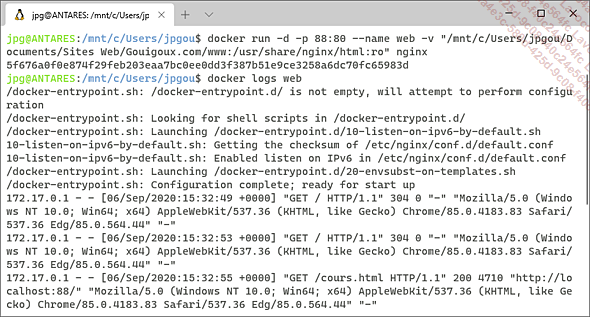 jpg@ANTARES: /mnt/c/Users/jpgou
jpg@ANTARES:/mnt/c/Users/jpgou$ docker run -d -p 88:80 --name web -v "/mnt/c/Users/jpgou/D
ocuments/Sites Web/Gouigoux.com/www:/usr/share/nginx/html:ro" nginx
5f676a0f0e874f29feb203eaa7bc0ee0dd3f387b51e9ce3258a6dc70fc65983d
jpg@ANTARES:/mnt/c/Users/jpgou$ docker logs web
/docker-entrypoint.sh: /docker-entrypoint.d/ is not empty, will attempt to perform configu
ration
/docker-entrypoint.sh: Looking for shell scripts in /docker-entrypoint.d/
/docker-entrypoint.sh: Launching /docker-entrypoint.d/10-listen-on-ipv6-by-default.sh
10-listen-on-ipv6-by-default.sh: Getting the checksum of /etc/nginx/conf.d/default.conf
10-listen-on-ipv6-by-default.sh: Enabled listen on IPv6 in /etc/nginx/conf.d/default.conf
/docker-entrypoint.sh: Launching /docker-entrypoint.d/20-envsubst-on-templates.sh
/docker-entrypoint.sh: Configuration complete; ready for start up
172.17.0.1 - - [06/Sep/2020:15:32:49 +0000] "GET / HTTP/1.1" 304 0 "-" "Mozilla/5.0 (Windo
ws NT 10.0; Win64; x64) AppleWebKit/537.36 (KHTML, like Gecko) Chrome/85.0.4183.83 Safari/
537.36 Edg/85.0.564.44" "-"
172.17.0.1 - - [06/Sep/2020:15:32:53 +0000] "GET / HTTP/1.1" 304 0 "-" "Mozilla/5.0 (Windo
ws NT 10.0; Win64; x64) AppleWebKit/537.36 (KHTML, like Gecko) Chrome/85.0.4183.83 Safari/
537.36 Edg/85.0.564.44" "-"
172.17.0.1 - - [06/Sep/2020:15:32:55 +0000] "GET /cours.html HTTP/1.1" 200 4710 "http://lo
calhost:88/" "Mozilla/5.0 (Windows NT 10.0; Win64; x64) AppleWebKit/537.36 (KHTML, like Ge
cko) Chrome/85.0.4183.83 Safari/537.36 Edg/85.0.564.44" "-"